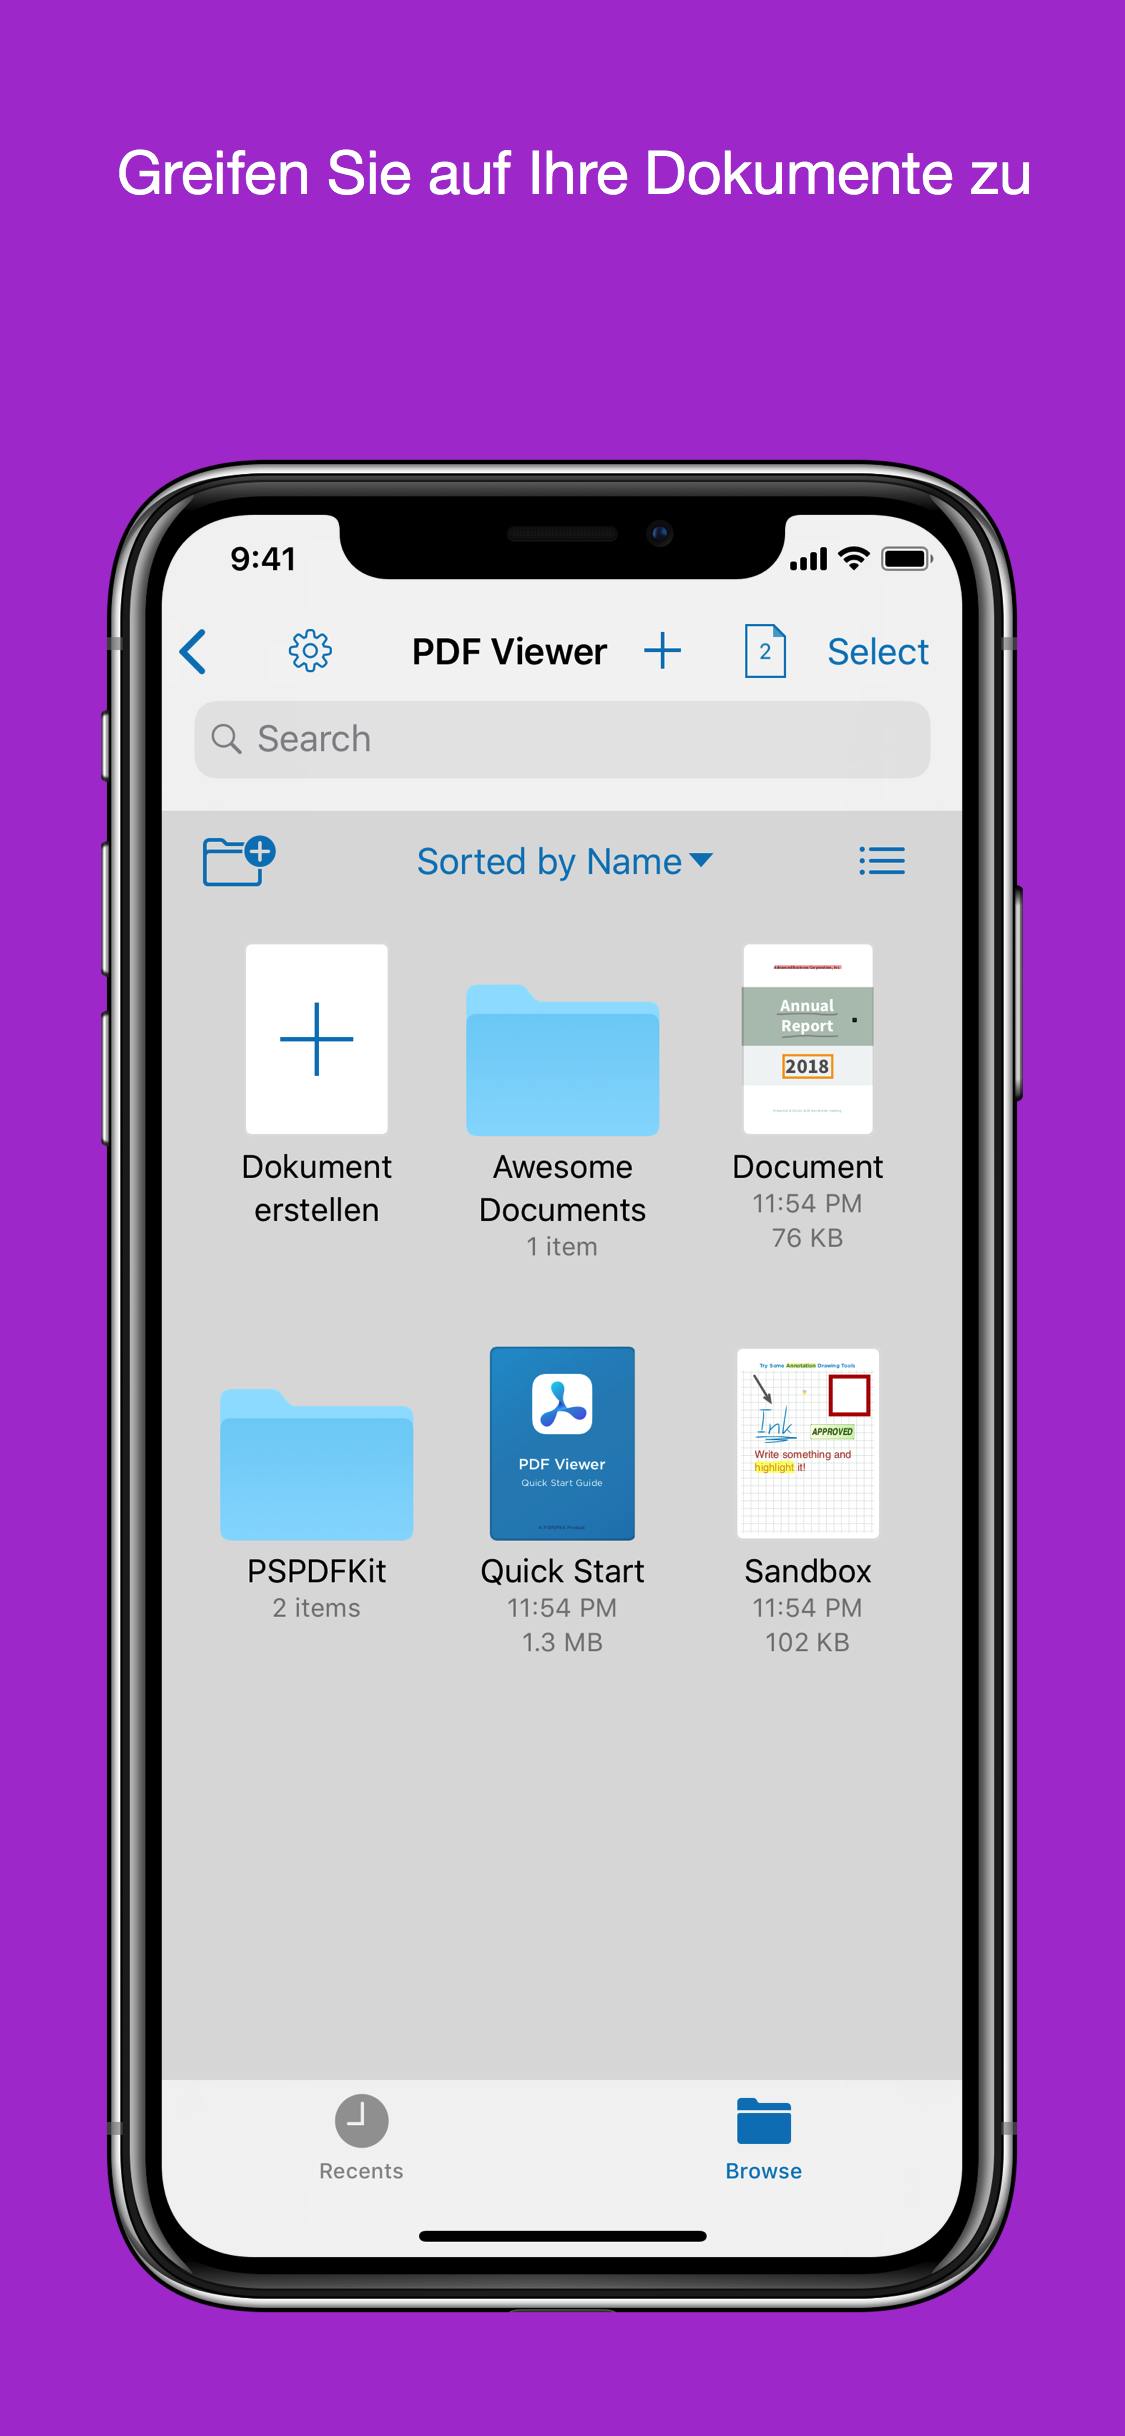 Greifen Sie auf Ihre Dokumente zu
9:41
PDF Viewer
2
Select
Search
Sorted by Name
Annual
Report
2018
Dokument
erstellen
Awesome
Documents
1 item
Document
11:54 PM
76 KB
PDF Viewer
Quick Start Guide
Try Some Annotation Drawing Tools
Ink
APPROVED
Write something and
highlight it!
PSPDFKit
2 items
Quick Start
11:54 PM
1.3 MB
Sandbox
11:54 PM
102 KB
Recents
Browse